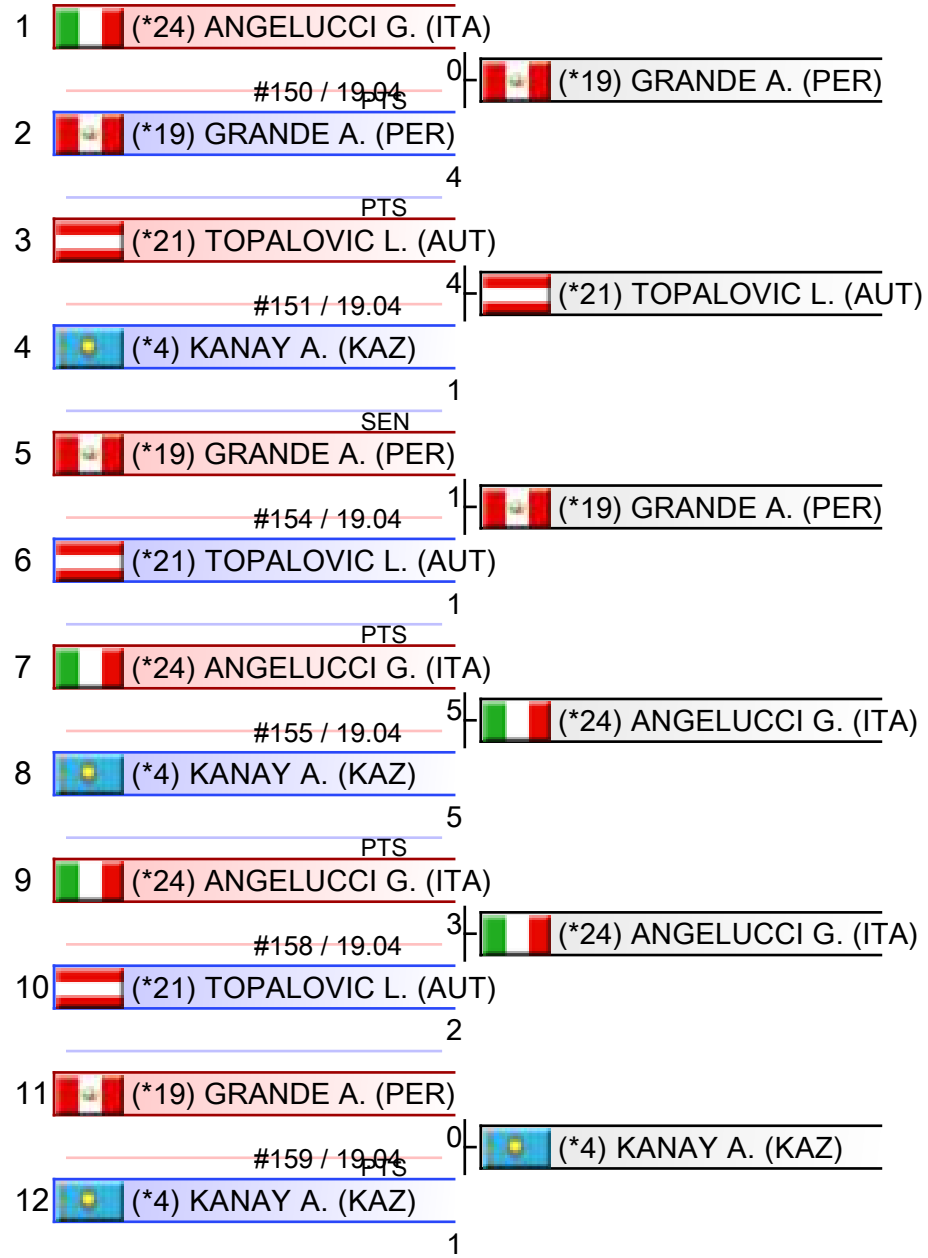 1 (*24) ANGELUCCI G. (ITA)
0 (*19) GRANDE A. (PER)
#150 / 19.04
PTS
2 (*19) GRANDE A. (PER)
4
PTS
3 (*21) TOPALOVIC L. (AUT)
4 (*21) TOPALOVIC L. (AUT)
#151 / 19.04
4 (*4) KANAY A. (KAZ)
1
SEN
5 (*19) GRANDE A. (PER)
1 (*19) GRANDE A. (PER)
#154 / 19.04
6 (*21) TOPALOVIC L. (AUT)
1
PTS
7 (*24) ANGELUCCI G. (ITA)
5 (*24) ANGELUCCI G. (ITA)
#155 / 19.04
8 (*4) KANAY A. (KAZ)
5
PTS
9 (*24) ANGELUCCI G. (ITA)
3 (*24) ANGELUCCI G. (ITA)
#158 / 19.04
10 (*21) TOPALOVIC L. (AUT)
2
11 (*19) GRANDE A. (PER)
0 (*4) KANAY A. (KAZ)
#159 / 19.04
PTS
12 (*4) KANAY A. (KAZ)
1